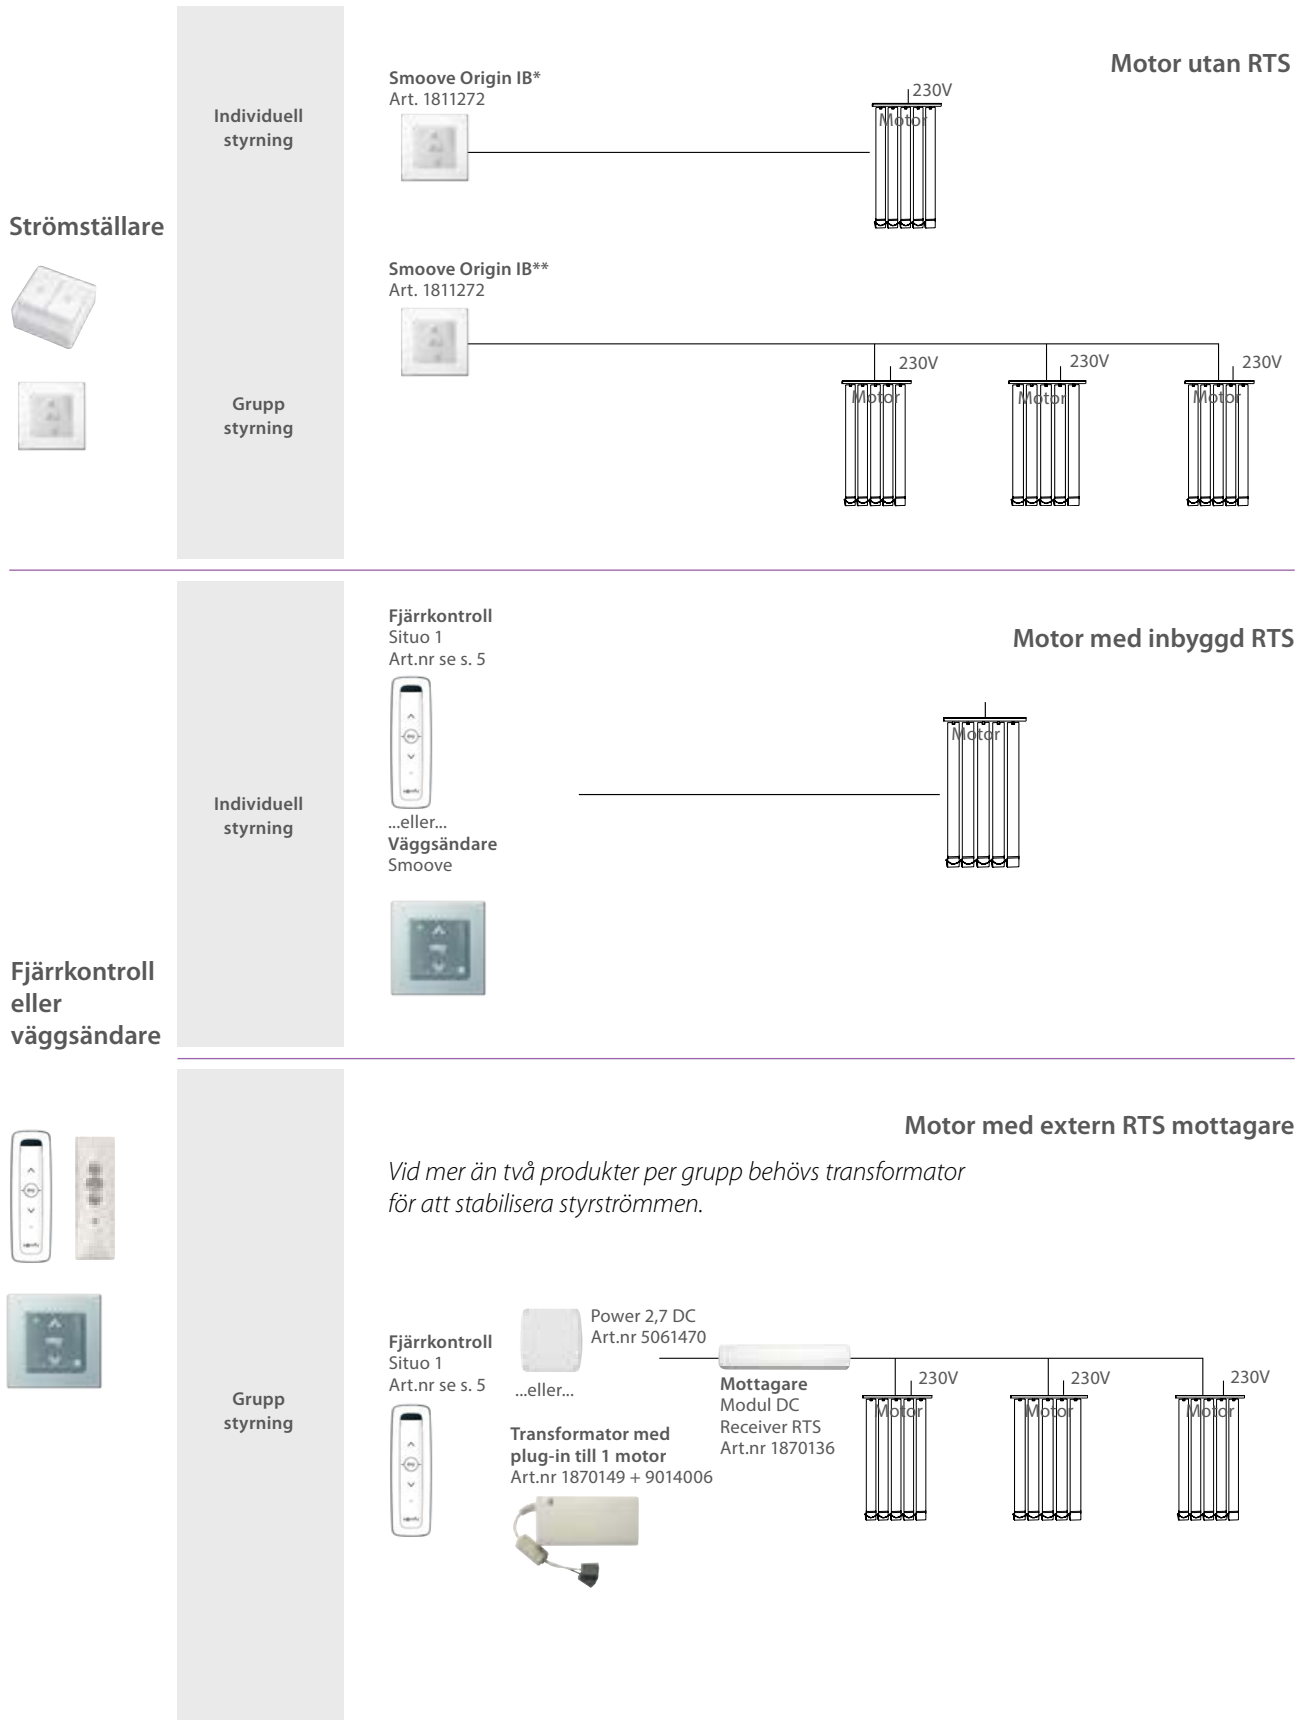 Motor utan RTS
Smoove Origin IB*
Art. 1811272
230V
Motor
Individuell
styrning
Strömställare
Smoove Origin IB**
Art. 1811272
230V
230V
230V
Motor
Motor
Motor
Grupp
styrning
Fjärrkontroll
Situo 1
Art.nr se s. 5
Motor med inbyggd RTS
Motor
Individuell
styrning
...eller...
Väggsändare
Smoove
Fjärrkontroll
eller
väggsändare
Motor med extern RTS mottagare
Vid mer än två produkter per grupp behövs transformator
för att stabilisera styrströmmen.
Power 2,7 DC
Art.nr 5061470
Fjärrkontroll
Situo 1
Art.nr se s. 5
...eller...
Transformator med
plug-in till 1 motor
Art.nr 1870149 + 9014006
Mottagare
Modul DC
Receiver RTS
Art.nr 1870136
230V
230V
230V
Motor
Motor
Motor
Grupp
styrning